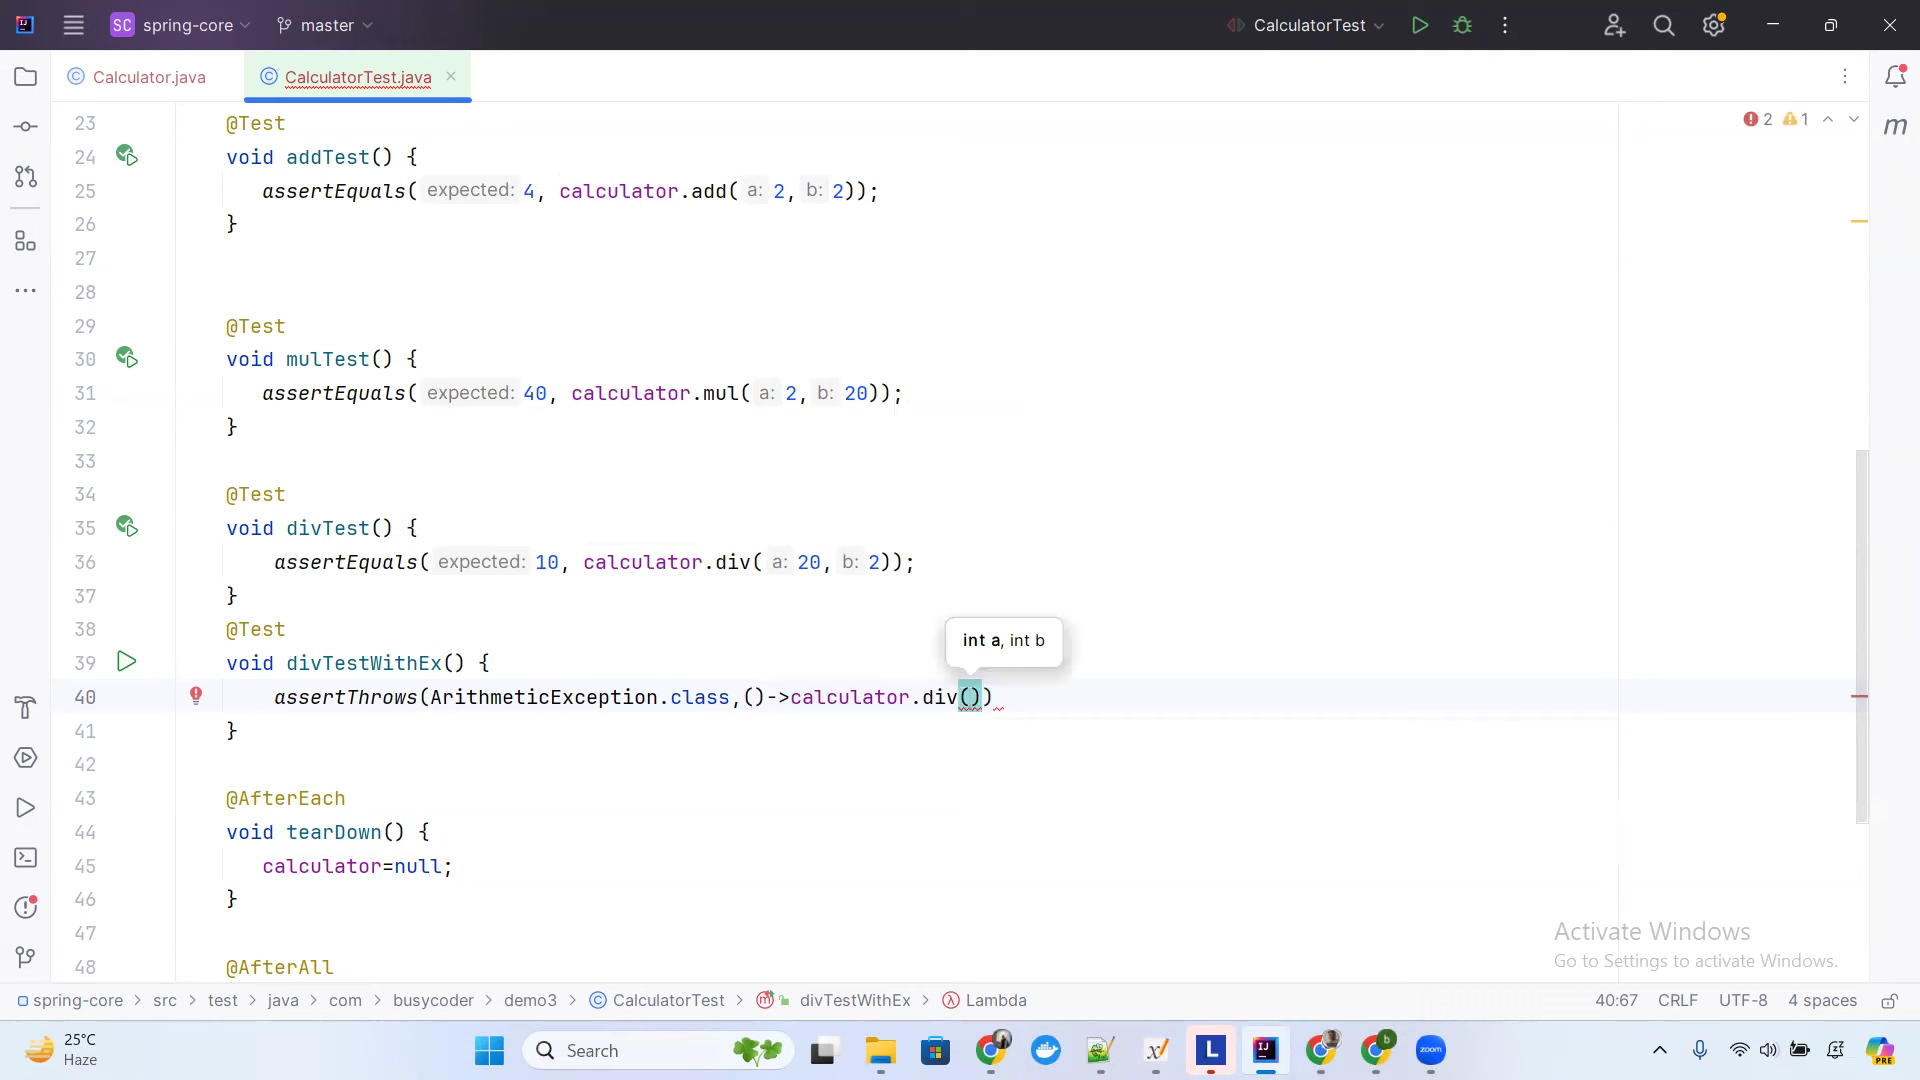 SC spring-core master CalculatorTest
Calculator.java CalculatorTest.java
2 1
23 @Test
24 void addTest() {
25 assertEquals( expected: 4, calculator.add( a: 2, b: 2));
26 }
27
28
29 @Test
30 void mulTest() {
31 assertEquals( expected: 40, calculator.mul( a: 2, b: 20));
32 }
33
34 @Test
35 void divTest() {
36 assertEquals( expected: 10, calculator.div( a: 20, b: 2));
37 }
38 @Test
int a, int b
39 void divTestWithEx() {
40 assertThrows(ArithmeticException.class,()->calculator.div())
41 }
42
43 @AfterEach
44 void tearDown() {
45 calculator=null;
46 }
47
48 @AfterAll
Activate Windows
Go to Settings to activate Windows.
spring-core > src > test > java > com > busycoder > demo3 > CalculatorTest > divTestWithEx > Lambda 40:67 CRLF UTF-8 4 spaces
25°C
Haze
Search
L
zoom
PRE